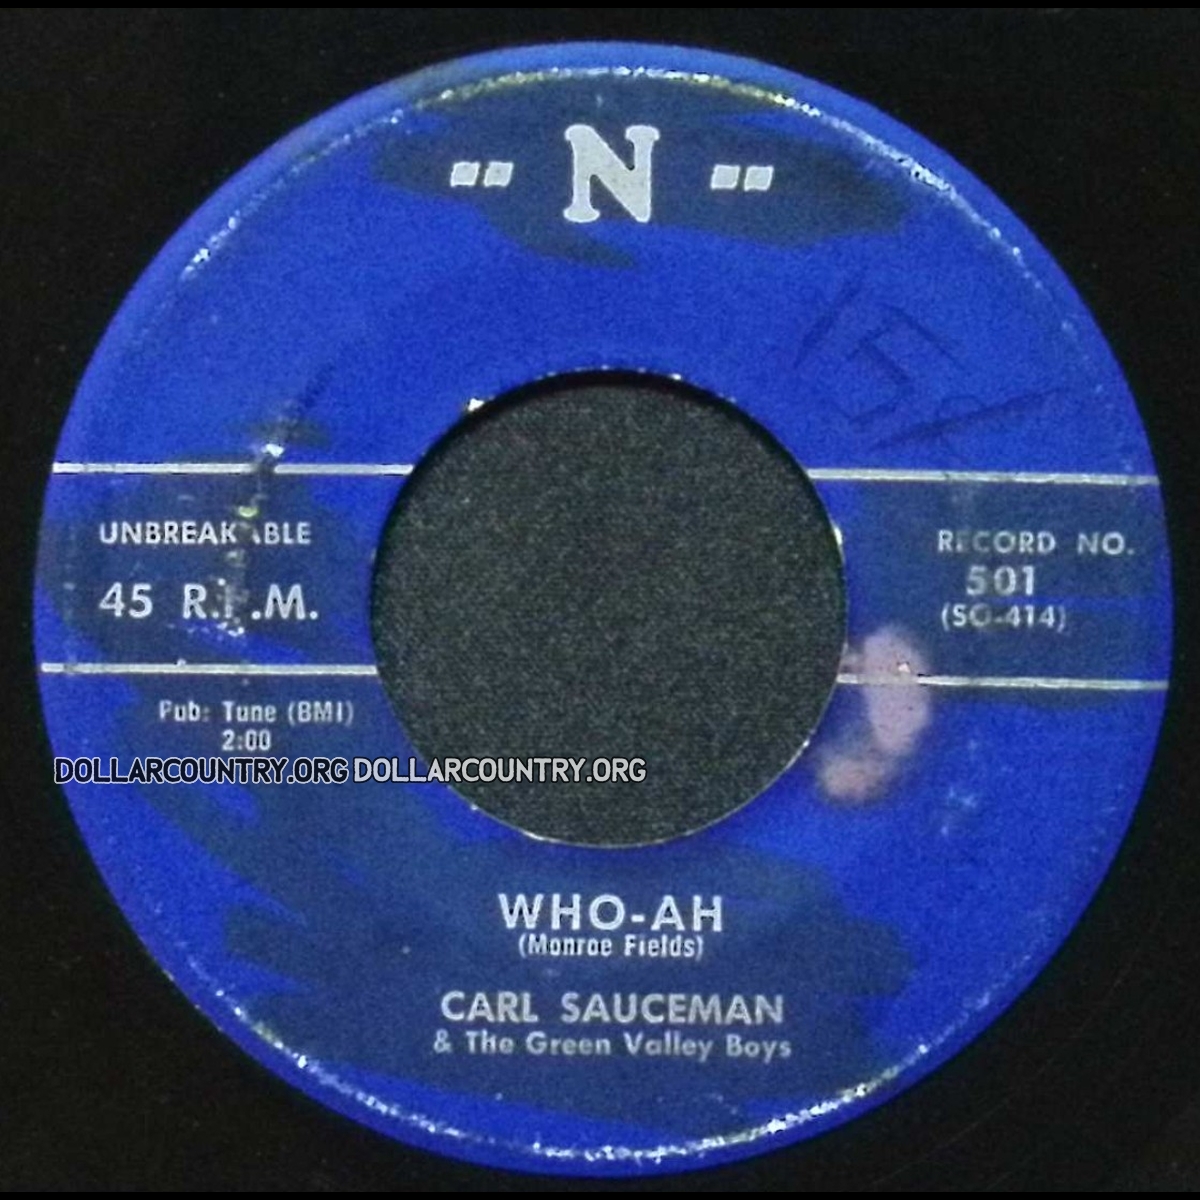 "N"
UNBREAKABLE
45 R.P.M.
RECORD NO.
501
(SO-414)
Pub: Tune (BMI)
2:00
DOLLARCOUNTRY.ORG DOLLARCOUNTRY.ORG
WHO-AH
(Monroe Fields)
CARL SAUCEMAN
& The Green Valley Boys